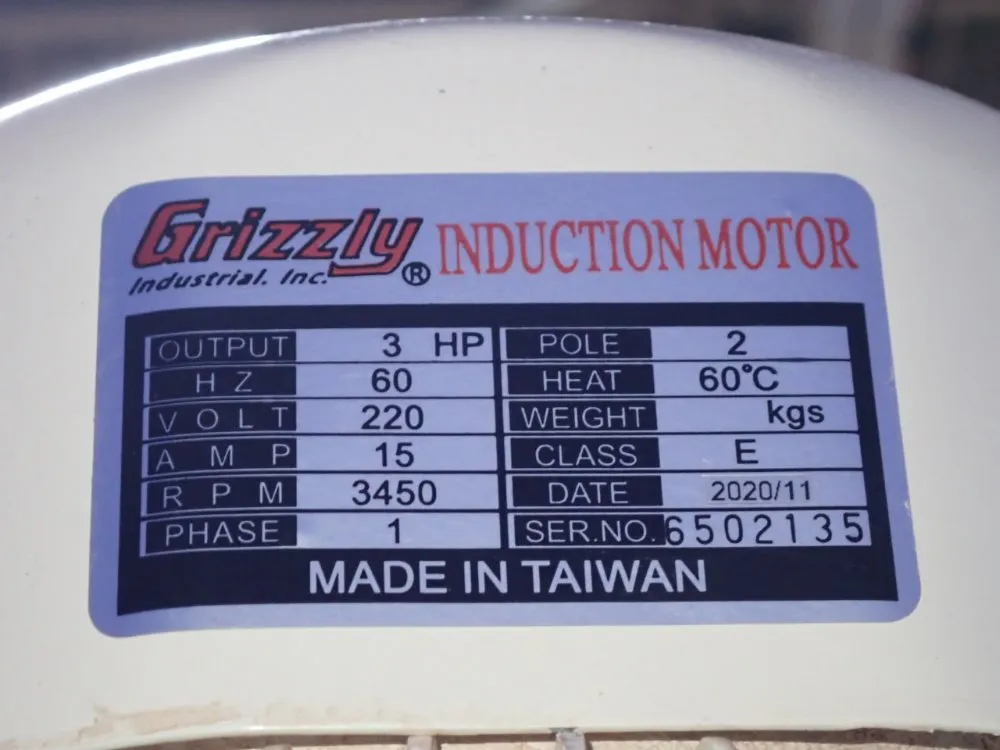 Grizzly® INDUCTION MOTOR
Industrial. Inc.
OUTPUT 3 HP POLE 2
HZ 60 HEAT 60°C
VOLT 220 WEIGHT kgs
AMP 15 CLASS E
RPM 3450 DATE 2020/11
PHASE 1 SER.NO. 6502135
MADE IN TAIWAN